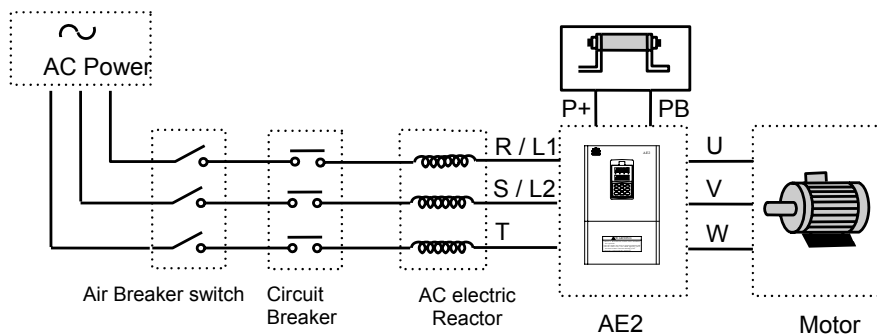 AC Power
P+ PB
R / L1
S / L2
T
U
V
W
Air Breaker switch
Circuit
Breaker
AC electric
Reactor
AE2
Motor